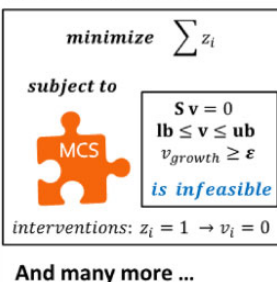 minimize ∑ zᵢ
subject to
MCS
S v = 0
lb ≤ v ≤ ub
v_growth ≥ ε
is infeasible
interventions: zᵢ = 1 → vᵢ = 0
And many more ...